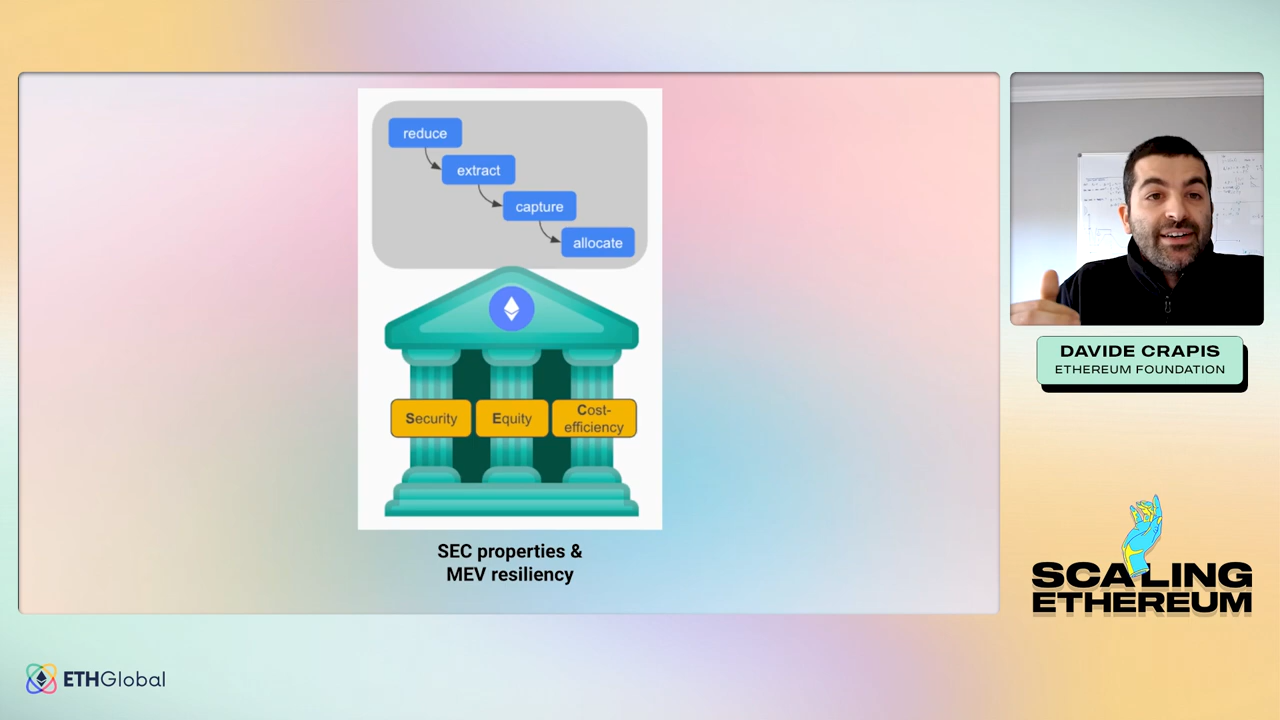 reduce
extract
capture
allocate
Security
Equity
Cost-
efficiency
SEC properties &
MEV resiliency
DAVIDE CRAPIS
ETHEREUM FOUNDATION
SCALING
ETHEREUM
ETHGlobal